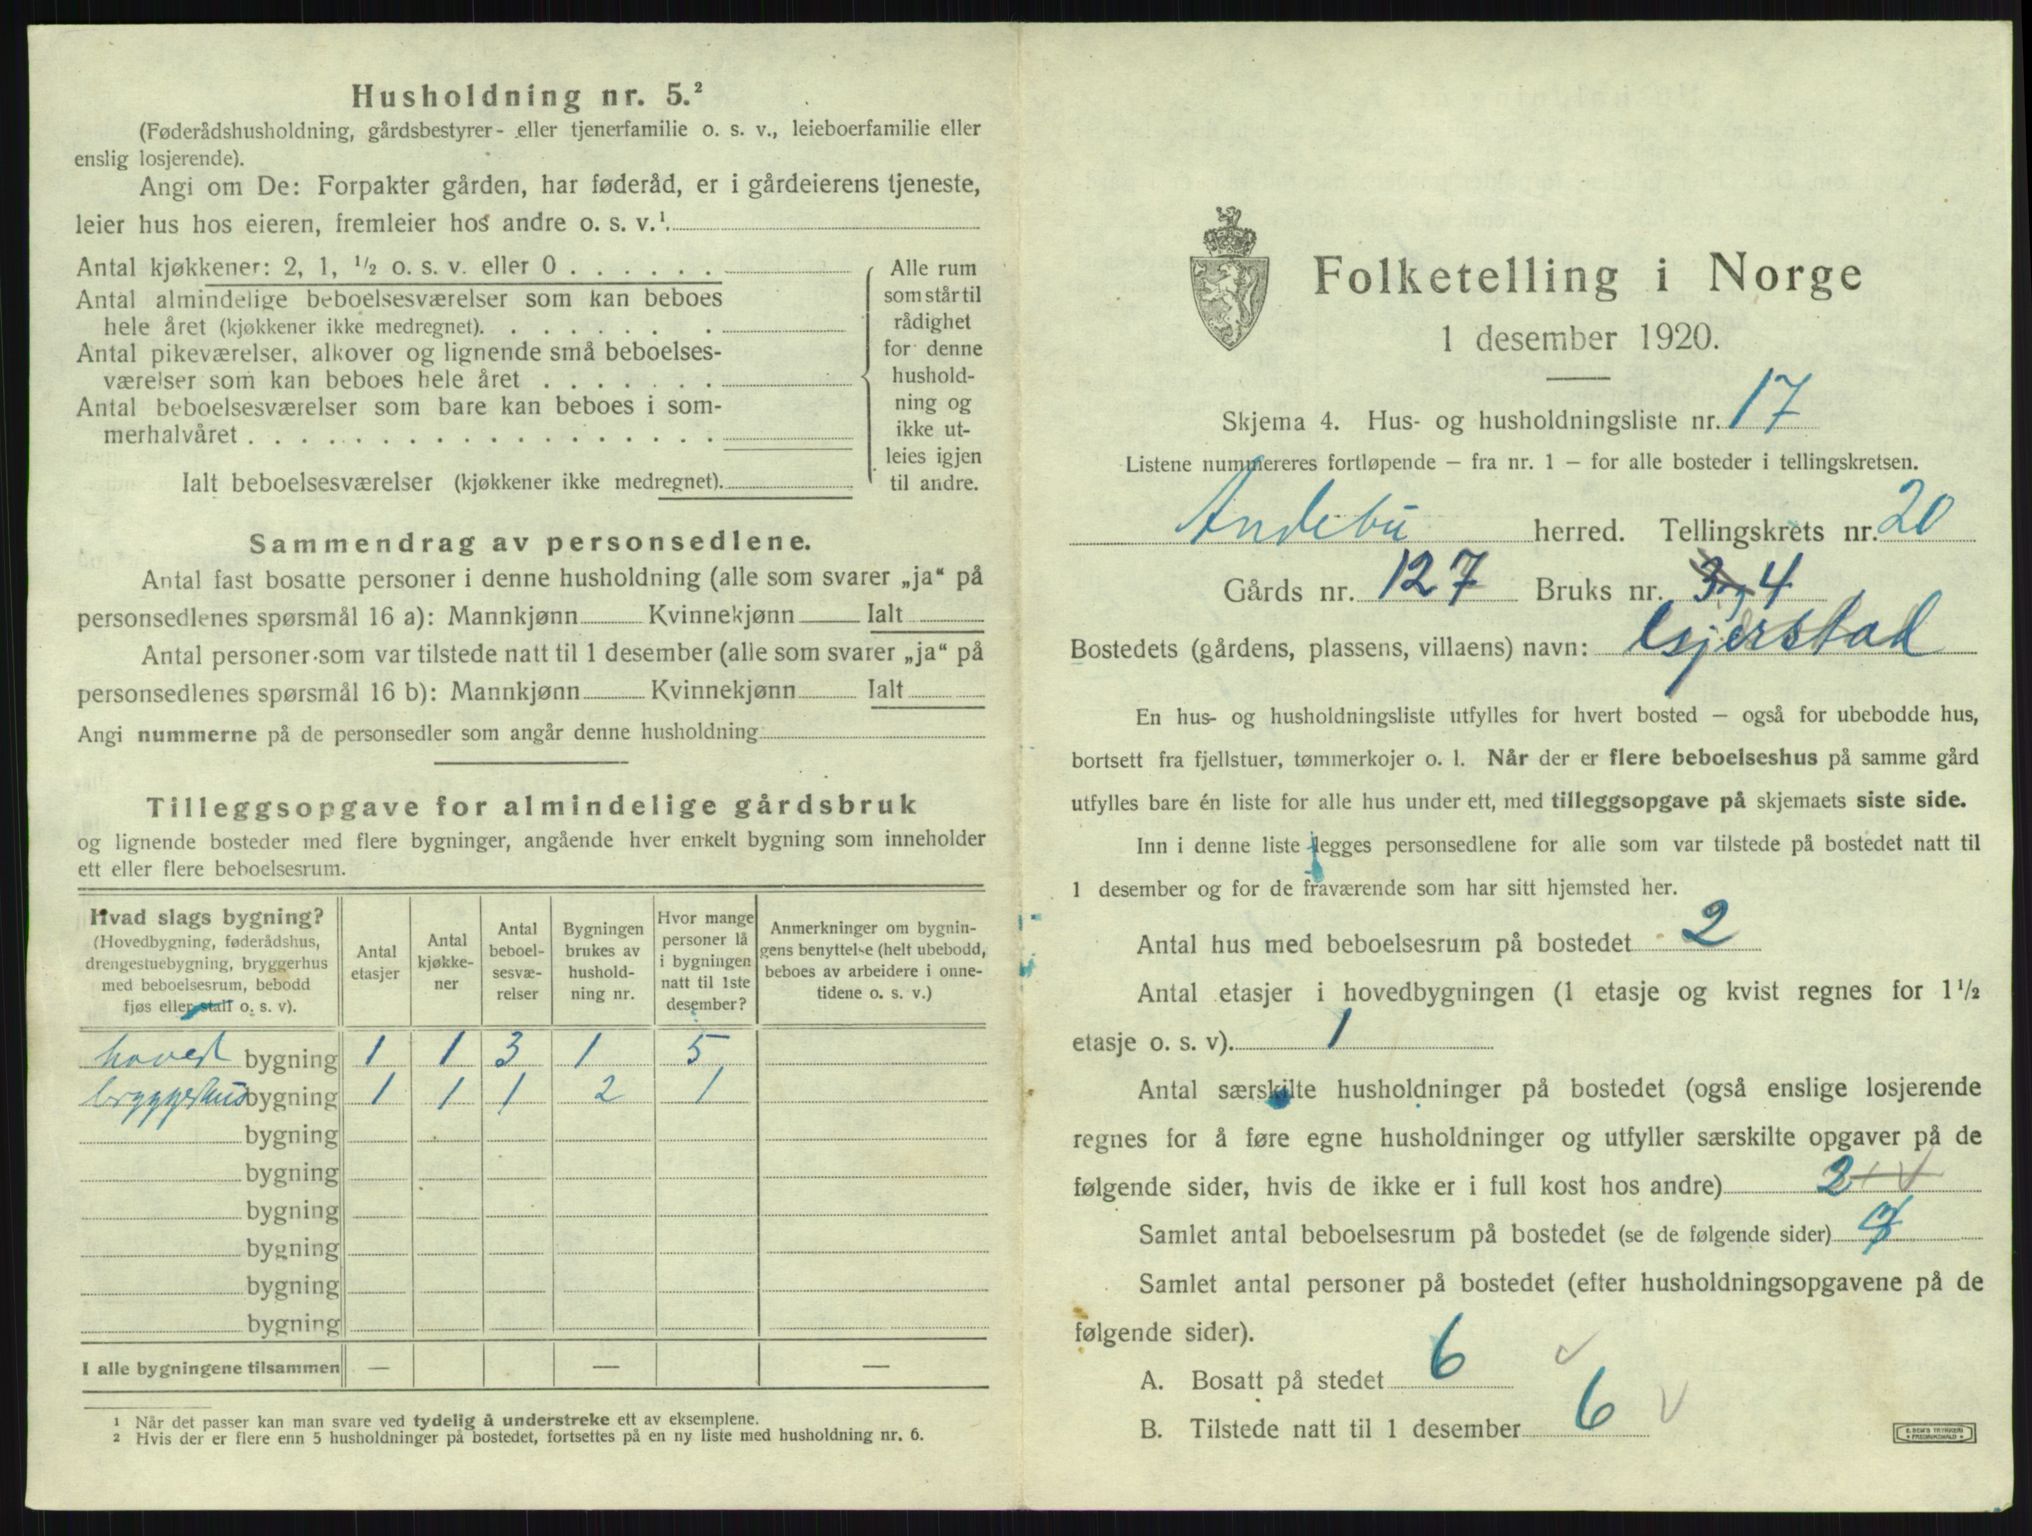 Husholdning nr. 5.²
(Føderådshusholdning, gårdsbestyrer- eller tjenerfamilie o. s. v., leieboerfamilie eller
enslig losjerende).
Angi om De: Forpakter gården, har føderåd, er i gårdeierens tjeneste,
leier hus hos eieren, fremleier hos andre o. s. v.¹
Antal kjøkkener: 2, 1, ½ o. s. v. eller 0 . . . . . .
Antal almindelige beboelsesværelser som kan beboes
hele året (kjøkkener ikke medregnet). . . . . . . .
Antal pikeværelser, alkover og lignende små beboelses-
værelser som kan beboes hele året . . . . . . .
Antal beboelsesværelser som bare kan beboes i som-
merhalvåret . . . . . . . . . . . . . . . . . .
Ialt beboelsesværelser (kjøkkener ikke medregnet).
Alle rum
som står til
rådighet
for denne
hushold-
ning og
ikke ut-
leies igjen
til andre.
Sammendrag av personsedlene.
Antal fast bosatte personer i denne husholdning (alle som svarer „ja“ på
personsedlenes spørsmål 16 a): Mannkjønn Kvinnekjønn Ialt
Antal personer som var tilstede natt til 1 desember (alle som svarer „ja“ på
personsedlenes spørsmål 16 b): Mannkjønn Kvinnekjønn Ialt
Angi nummerne på de personsedler som angår denne husholdning
Tilleggsopgave for almindelige gårdsbruk
og lignende bosteder med flere bygninger, angående hver enkelt bygning som inneholder
ett eller flere beboelsesrum.
Hvad slags bygning?
(Hovedbygning, føderådshus,
drengestuebygning, bryggerhus
med beboelsesrum, bebodd
fjøs eller stall o. s. v).
Antal
etasjer
Antal
kjøkke-
ner
Antal
beboel-
sesvæ-
relser
Bygningen
brukes av
hushold-
ning nr.
Hvor mange
personer lå
i bygningen
natt til 1ste
desember?
Anmerkninger om bygnin-
gens benyttelse (helt ubebodd,
beboes av arbeidere i onne-
tidene o. s. v.)
hoved bygning 1 1 3 1 5
bryggerhus bygning 1 1 1 2 1
bygning
bygning
bygning
bygning
bygning
bygning
I alle bygningene tilsammen — — —
¹ Når det passer kan man svare ved tydelig å understreke ett av eksemplene.
² Hvis der er flere enn 5 husholdninger på bostedet, fortsettes på en ny liste med husholdning nr. 6.
Folketelling i Norge
1 desember 1920.
Skjema 4. Hus- og husholdningsliste nr. 17
Listene nummereres fortløpende — fra nr. 1 — for alle bosteder i tellingskretsen.
Andebu herred. Tellingskrets nr. 20
Gårds nr. 127 Bruks nr. 3, 4
Bostedets (gårdens, plassens, villaens) navn: Gjerstad
En hus- og husholdningsliste utfylles for hvert bosted — også for ubebodde hus,
bortsett fra fjellstuer, tømmerkojer o. l. Når der er flere beboelseshus på samme gård
utfylles bare én liste for alle hus under ett, med tilleggsopgave på skjemaets siste side.
Inn i denne liste legges personsedlene for alle som var tilstede på bostedet natt til
1 desember og for de fraværende som har sitt hjemsted her.
Antal hus med beboelsesrum på bostedet 2
Antal etasjer i hovedbygningen (1 etasje og kvist regnes for 1½
etasje o. s. v). 1
Antal særskilte husholdninger på bostedet (også enslige losjerende
regnes for å føre egne husholdninger og utfyller særskilte opgaver på de
følgende sider, hvis de ikke er i full kost hos andre) 2
Samlet antal beboelsesrum på bostedet (se de følgende sider)
Samlet antal personer på bostedet (efter husholdningsopgavene på de
følgende sider).
A. Bosatt på stedet 6
B. Tilstede natt til 1 desember 6